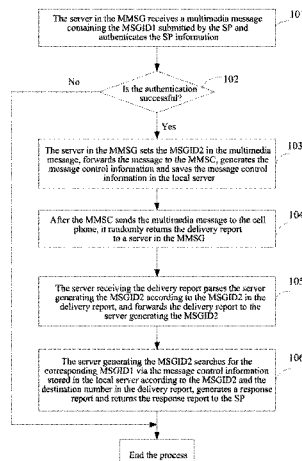 101
The server in the MMSG receives a multimedia message
containing the MSGID1 submitted by the SP and
authenticates the SP information
102
No
Is the authentication
successful?
Yes
103
The server in the MMSG sets the MSGID2 in the multimedia
message, forwards the message to the MMSC, generates the
message control information and saves the message control
information in the local server
104
After the MMSC sends the multimedia message to the cell
phone, it randomly returns the delivery report
to a server in the MMSG
105
The server receiving the delivery report parses the server
generating the MSGID2 according to the MSGID2 in the
delivery report, and forwards the delivery report to the
server generating the MSGID2
106
The server generating the MSGID2 searches for the
corresponding MSGID1 via the message control information
stored in the local server according to the MSGID2 and the
destination number in the delivery report, generates a response
report and returns the response report to the SP
End the process